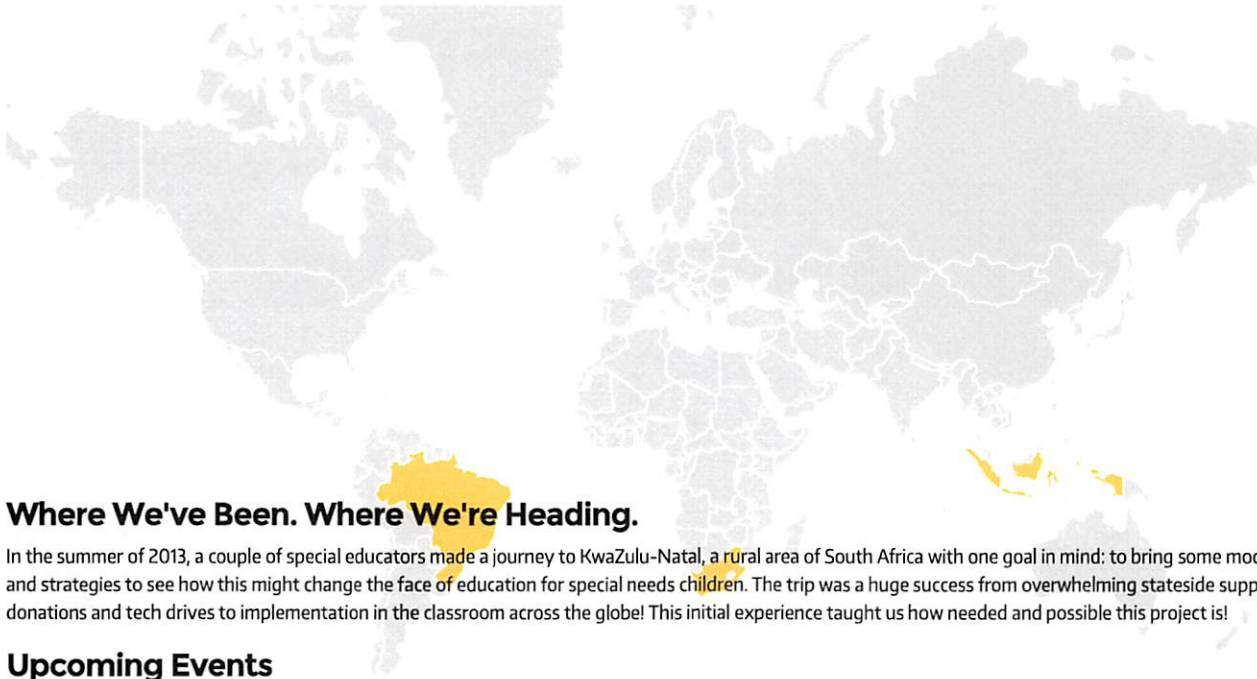 Where We've Been. Where We're Heading.
In the summer of 2013, a couple of special educators made a journey to KwaZulu-Natal, a rural area of South Africa with one goal in mind: to bring some
and strategies to see how this might change the face of education for special needs children. The trip was a huge success from overwhelming stateside
donations and tech drives to implementation in the classroom across the globe! This initial experience taught us how needed and possible this project is!
Upcoming Events